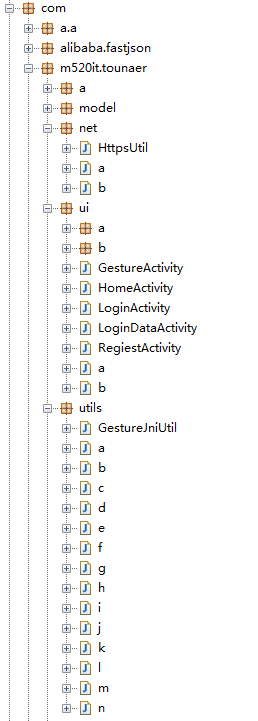 com
a.a
alibaba.fastjson
m520it.tounaer
a
model
net
HttpsUtil
a
b
ui
a
b
GestureActivity
HomeActivity
LoginActivity
LoginDataActivity
RegiestActivity
a
b
utils
GestureJniUtil
a
b
c
d
e
f
g
h
i
j
k
l
m
n